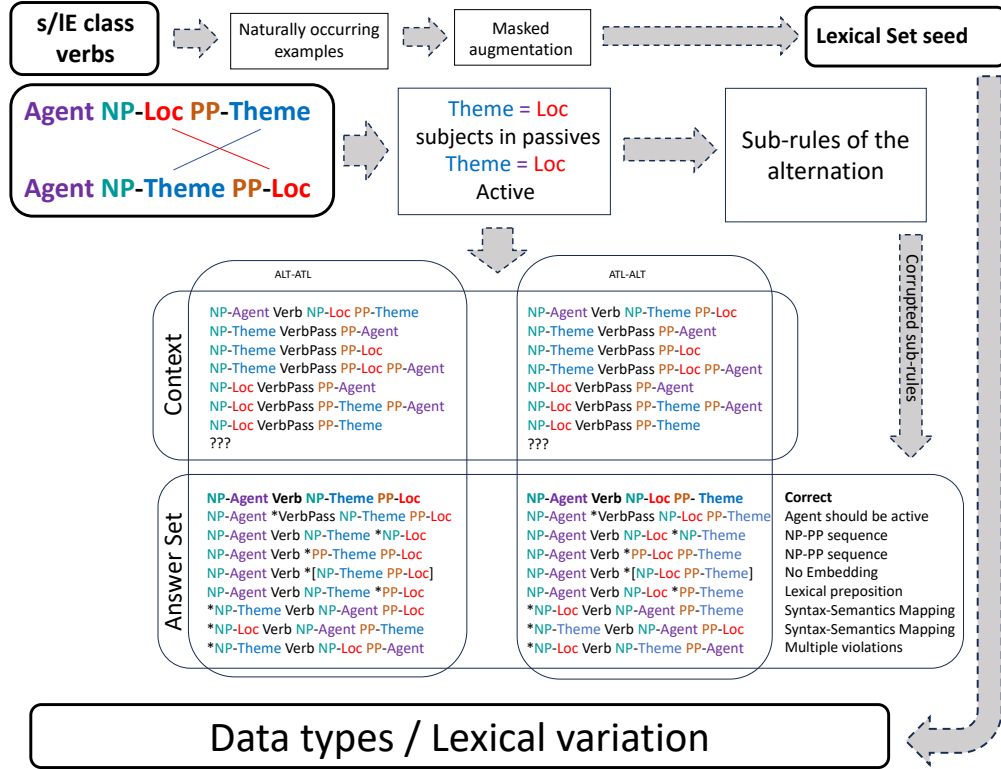 s/lE class
verbs
Naturally occurring
examples
Masked
augmentation
Lexical Set seed
Agent NP-Loc PP-Theme
Agent NP-Theme PP-Loc
Theme = Loc
subjects in passives
Theme = Loc
Active
Sub-rules of the
alternation
Corrupted sub-rules
Context
ALT-ATL
NP-Agent Verb NP-Loc PP-Theme
NP-Theme VerbPass PP-Agent
NP-Theme VerbPass PP-Loc
NP-Theme VerbPass PP-Loc PP-Agent
NP-Loc VerbPass PP-Agent
NP-Loc VerbPass PP-Theme PP-Agent
NP-Loc VerbPass PP-Theme
???
ATL-ALT
NP-Agent Verb NP-Theme PP-Loc
NP-Theme VerbPass PP-Agent
NP-Theme VerbPass PP-Loc
NP-Theme VerbPass PP-Loc PP-Agent
NP-Loc VerbPass PP-Agent
NP-Loc VerbPass PP-Theme PP-Agent
NP-Loc VerbPass PP-Theme
???
Answer Set
NP-Agent Verb NP-Theme PP-Loc
NP-Agent *VerbPass NP-Theme PP-Loc
NP-Agent Verb NP-Theme *NP-Loc
NP-Agent Verb *PP-Theme PP-Loc
NP-Agent Verb *[NP-Theme PP-Loc]
NP-Agent Verb NP-Theme *PP-Loc
*NP-Theme Verb NP-Agent PP-Loc
*NP-Loc Verb NP-Agent PP-Theme
*NP-Theme Verb NP-Loc PP-Agent
NP-Agent Verb NP-Loc PP- Theme
NP-Agent *VerbPass NP-Loc PP-Theme
NP-Agent Verb NP-Loc *NP-Theme
NP-Agent Verb *PP-Loc PP-Theme
NP-Agent Verb *[NP-Loc PP-Theme]
NP-Agent Verb NP-Loc *PP-Theme
*NP-Loc Verb NP-Agent PP-Theme
*NP-Theme Verb NP-Agent PP-Loc
*NP-Loc Verb NP-Theme PP-Agent
Correct
Agent should be active
NP-PP sequence
NP-PP sequence
No Embedding
Lexical preposition
Syntax-Semantics Mapping
Syntax-Semantics Mapping
Multiple violations
Data types / Lexical variation